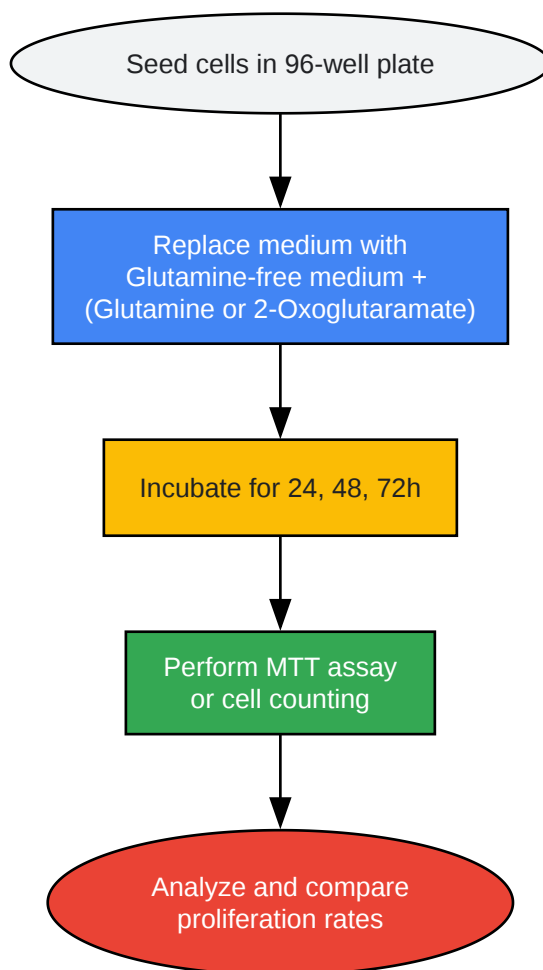 Seed cells in 96-well plate
Replace medium with
Glutamine-free medium +
(Glutamine or 2-Oxoglutaramate)
Incubate for 24, 48, 72h
Perform MTT assay
or cell counting
Analyze and compare
proliferation rates